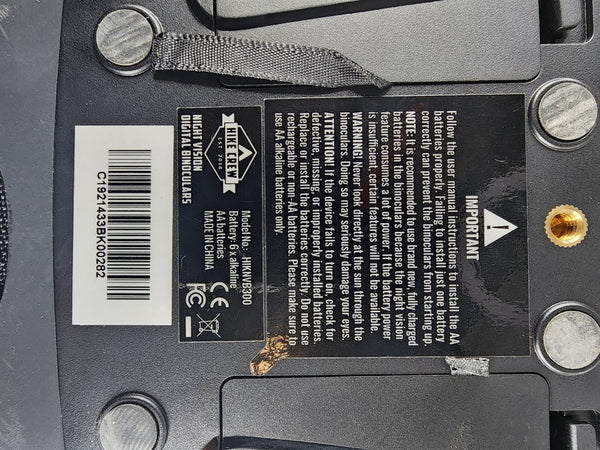 IMPORTANT
Follow the user manual instructions to install the AA
batteries properly. Failing to install just one battery
correctly can prevent the binoculars from starting up.
NOTE: It is recommended to use brand new, fully charged
batteries in the binoculars because the night vision
feature consumes a lot of power. If the battery power
is insufficient, certain features will not be available.
WARNING! Never look directly at the sun through the
binoculars. Doing so may seriously damage your eyes.
ATTENTION! If the device fails to turn on, check for
defective, missing, or improperly installed batteries.
Replace or install the batteries correctly. Do not use
rechargeable or non-AA batteries. Please make sure to
use AA alkaline batteries only.
HIKE CREW
EST 2018
NIGHT VISION
DIGITAL BINOCULARS
Model No.: HKNVB300
Battery: 6 x alkaline
AA batteries
MADE IN CHINA
CE FC
C1921433BK00282